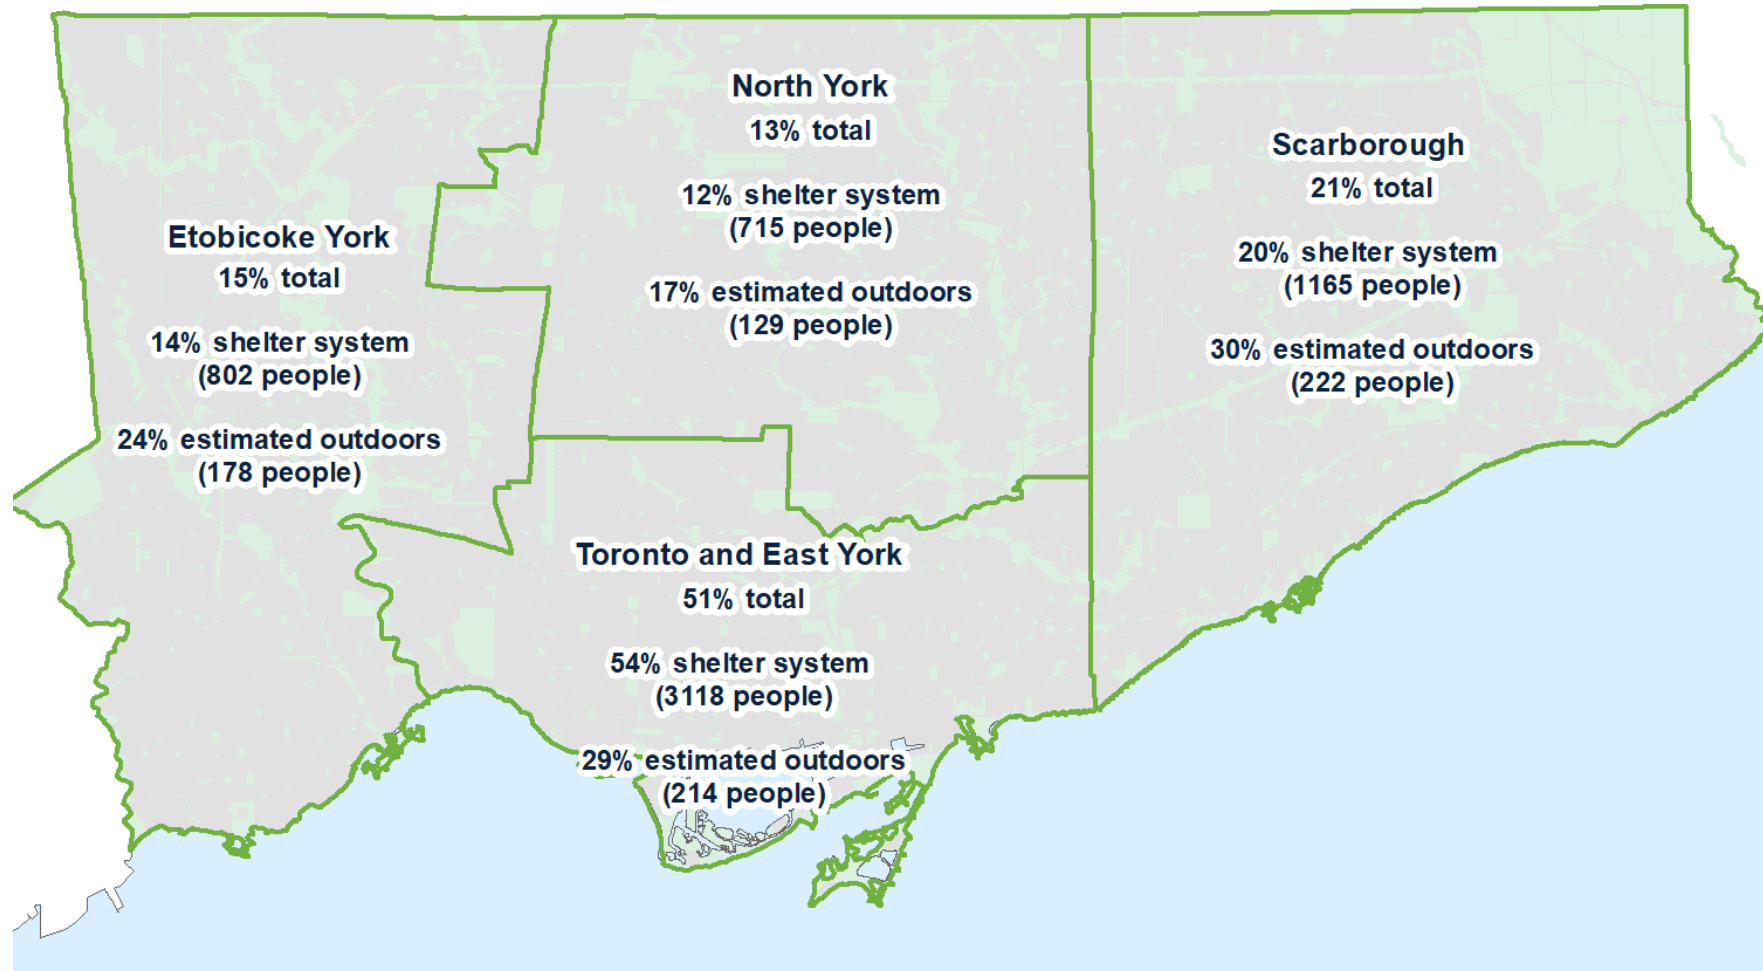 North York
13% total
12% shelter system
(715 people)
17% estimated outdoors
(129 people)
Scarborough
21% total
20% shelter system
(1165 people)
30% estimated outdoors
(222 people)
Etobicoke York
15% total
14% shelter system
(802 people)
24% estimated outdoors
(178 people)
Toronto and East York
51% total
54% shelter system
(3118 people)
29% estimated outdoors
(214 people)